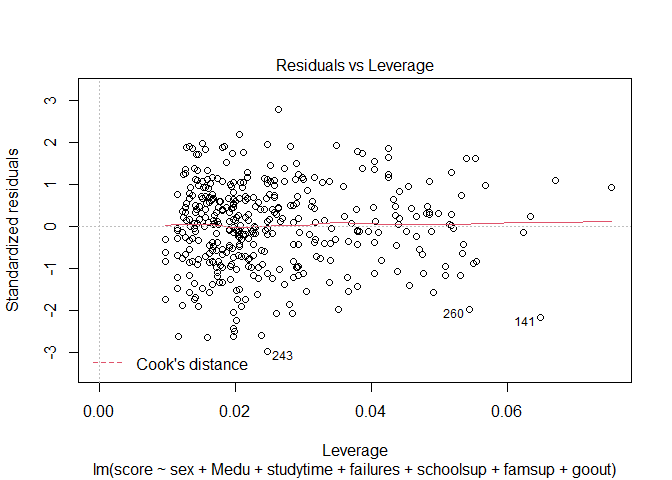 Residuals vs Leverage
Standardized residuals
3
2
1
0
-1
-2
-3
260
141
243
Cook's distance
0.00 0.02 0.04 0.06
Leverage
lm(score ~ sex + Medu + studytime + failures + schoolsup + famsup + goout)